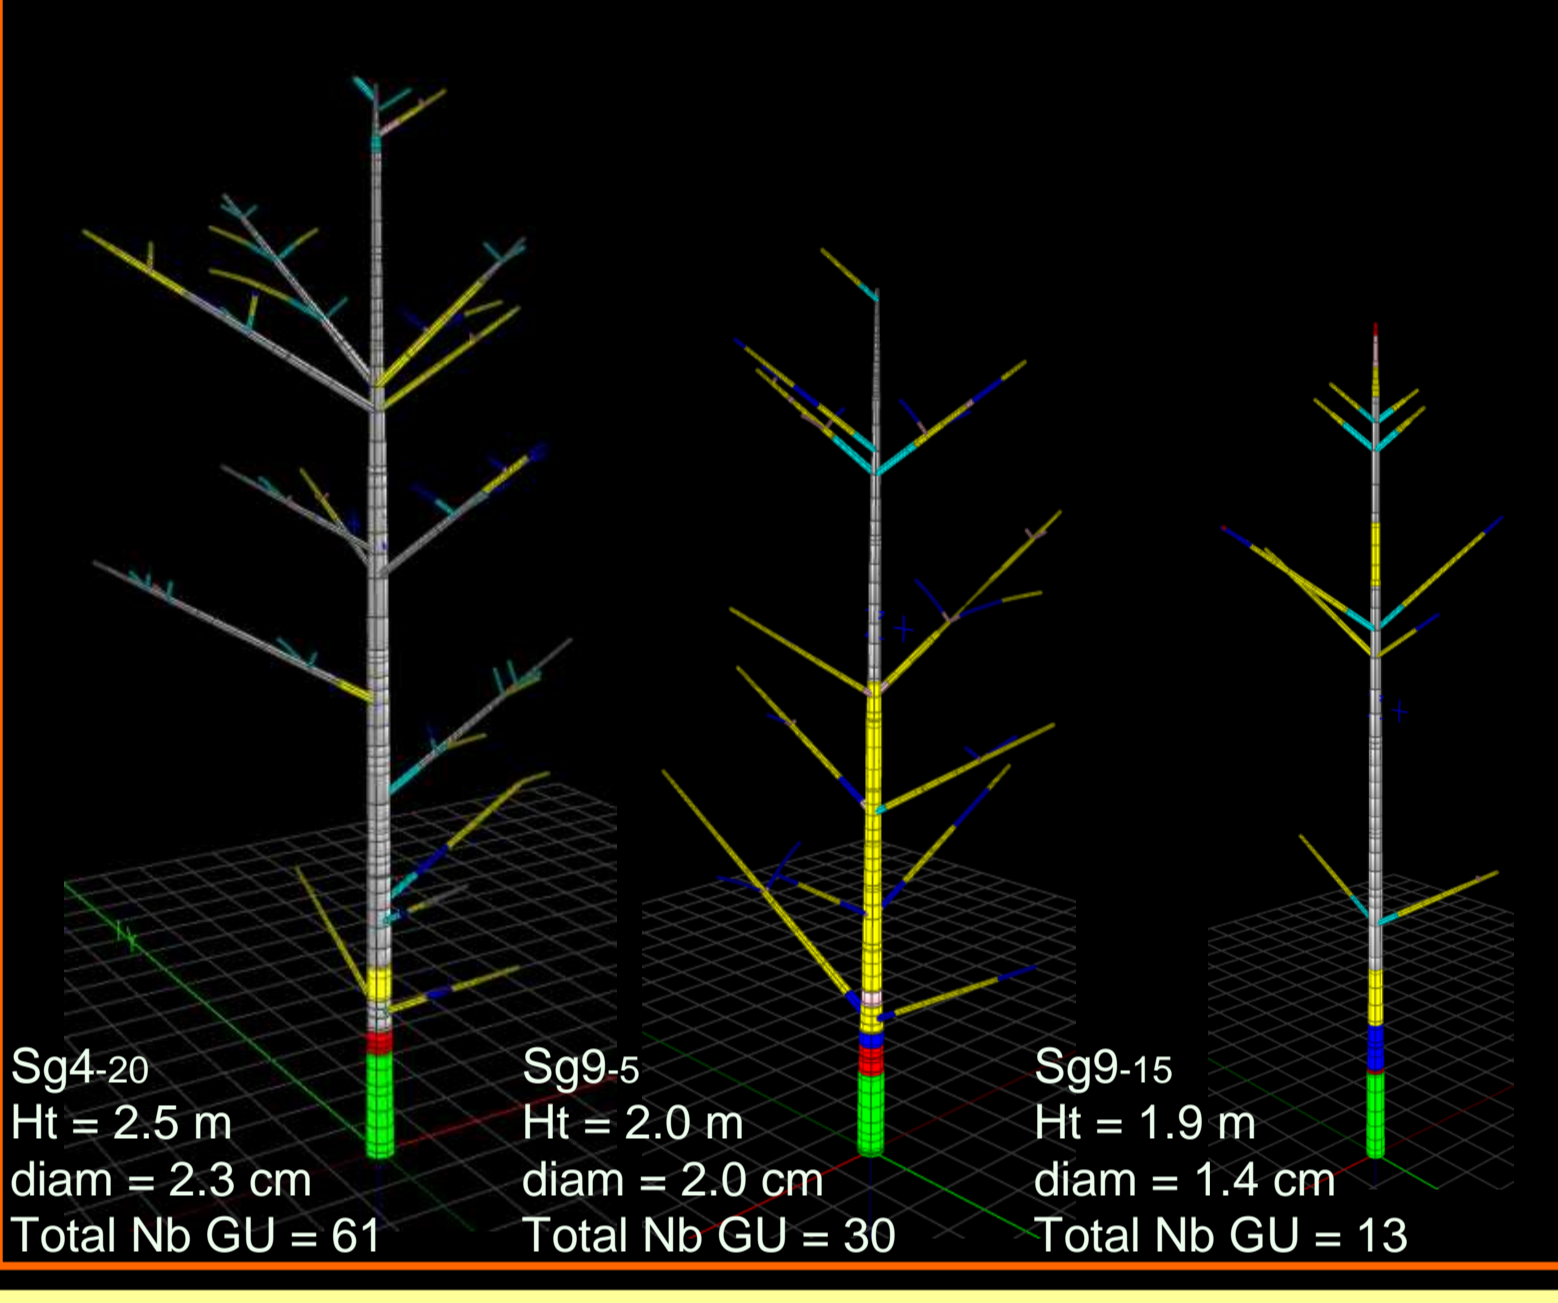 Sg4-20
Ht = 2.5 m
diam = 2.3 cm
Total Nb GU = 61
Sg9-5
Ht = 2.0 m
diam = 2.0 cm
Total Nb GU = 30
Sg9-15
Ht = 1.9 m
diam = 1.4 cm
Total Nb GU = 13